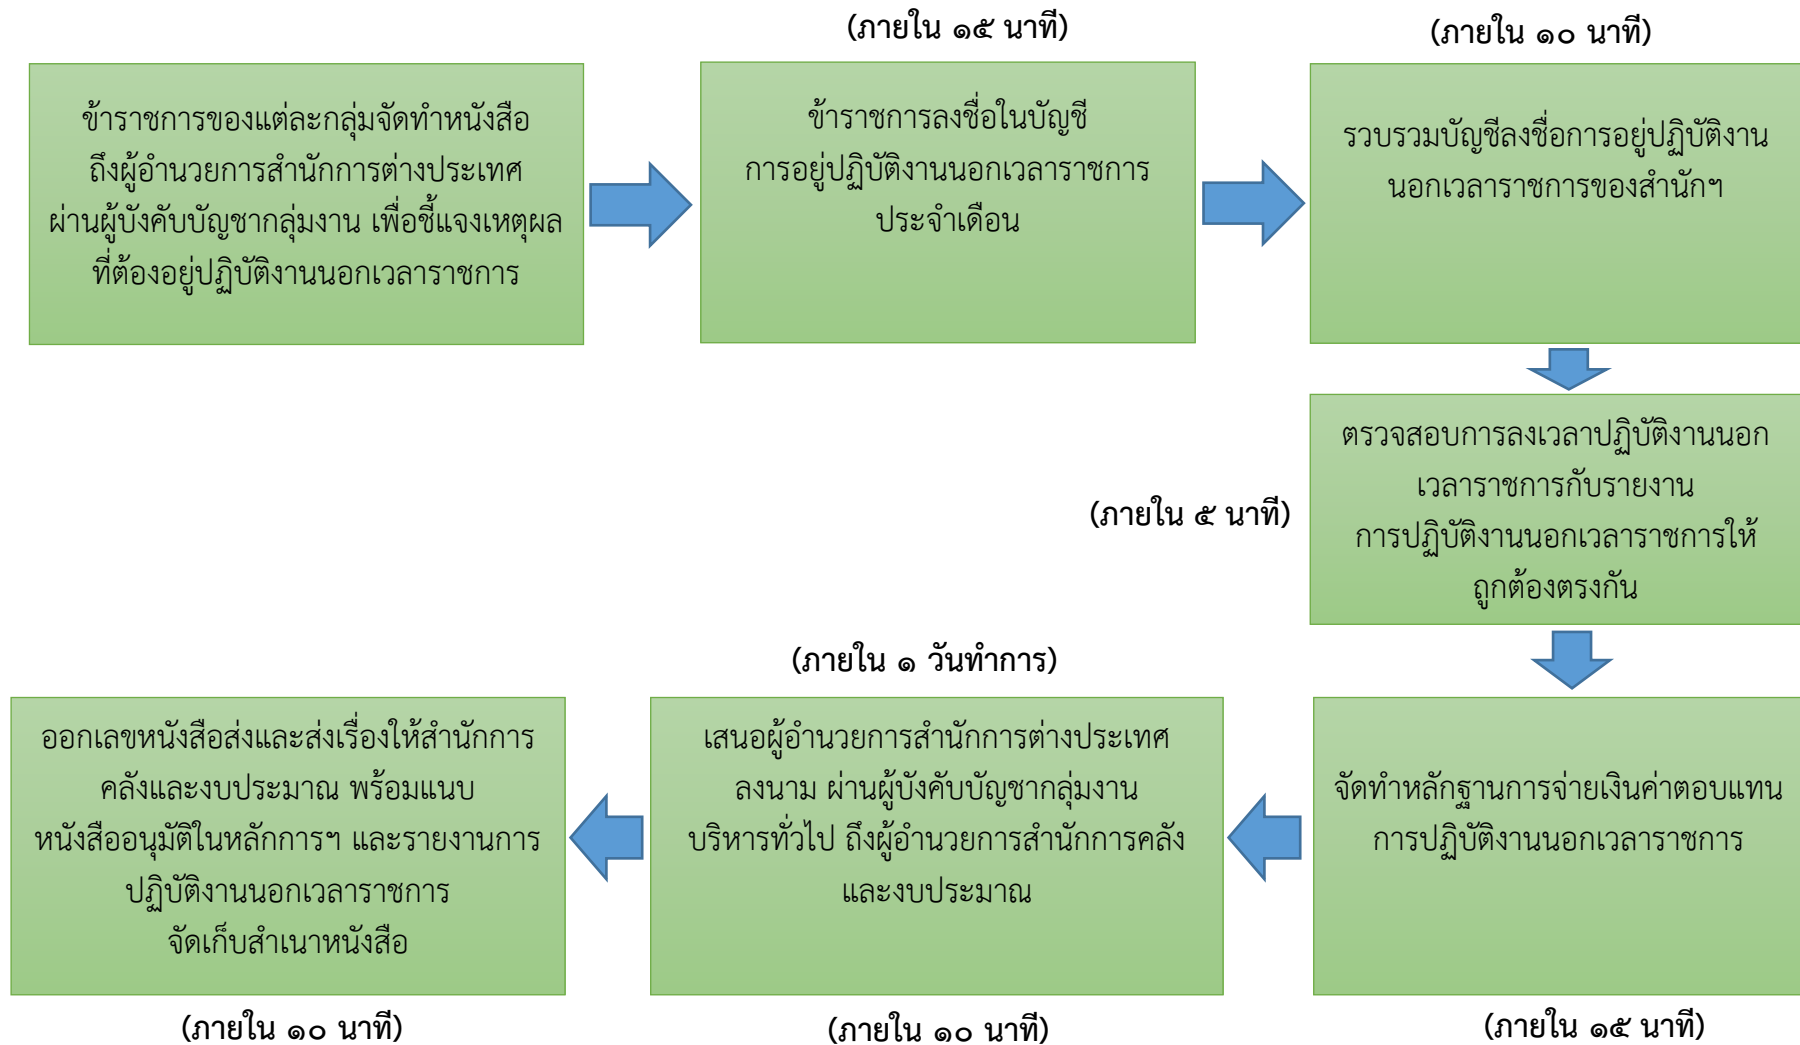 (ภายใน ๑๕ นาที)
(ภายใน ๑๐ นาที)
ข้าราชการของแต่ละกลุ่มจัดทำหนังสือ
ถึงผู้อำนวยการสำนักการต่างประเทศ
ผ่านผู้บังคับบัญชากลุ่มงาน เพื่อชี้แจงเหตุผล
ที่ต้องอยู่ปฏิบัติงานนอกเวลาราชการ
ข้าราชการลงชื่อในบัญชี
การอยู่ปฏิบัติงานนอกเวลาราชการ
ประจำเดือน
รวบรวมบัญชีลงชื่อการอยู่ปฏิบัติงาน
นอกเวลาราชการของสำนักฯ
ตรวจสอบการลงเวลาปฏิบัติงานนอก
เวลาราชการกับรายงาน
การปฏิบัติงานนอกเวลาราชการให้
ถูกต้องตรงกัน
(ภายใน ๕ นาที)
จัดทำหลักฐานการจ่ายเงินค่าตอบแทน
การปฏิบัติงานนอกเวลาราชการ
(ภายใน ๑๕ นาที)
(ภายใน ๑ วันทำการ)
เสนอผู้อำนวยการสำนักการต่างประเทศ
ลงนาม ผ่านผู้บังคับบัญชากลุ่มงาน
บริหารทั่วไป ถึงผู้อำนวยการสำนักการคลัง
และงบประมาณ
(ภายใน ๑๐ นาที)
ออกเลขหนังสือส่งและส่งเรื่องให้สำนักการ
คลังและงบประมาณ พร้อมแนบ
หนังสืออนุมัติในหลักการฯ และรายงานการ
ปฏิบัติงานนอกเวลาราชการ
จัดเก็บสำเนาหนังสือ
(ภายใน ๑๐ นาที)